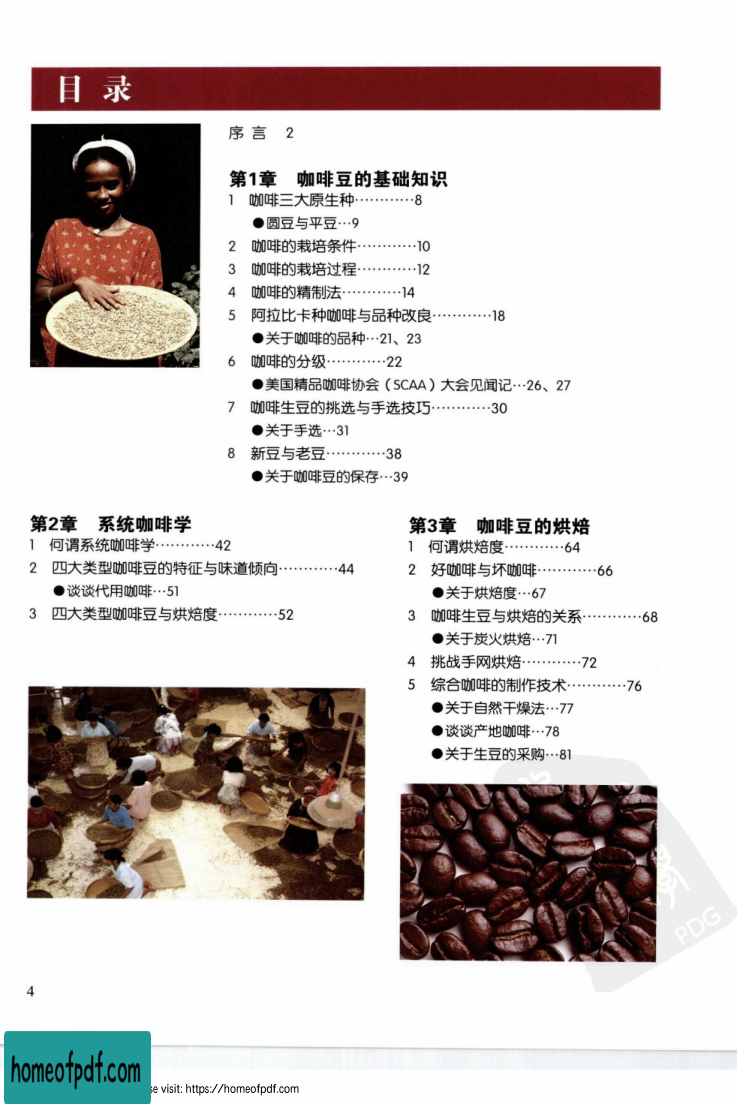 目 录
序 言 2
第1章 咖啡豆的基础知识
1 咖啡三大原生种…………8
●圆豆与平豆…9
2 咖啡的栽培条件…………10
3 咖啡的栽培过程…………12
4 咖啡的精制法…………14
5 阿拉比卡种咖啡与品种改良…………18
●关于咖啡的品种…21、23
6 咖啡的分级…………22
●美国精品咖啡协会（SCAA）大会见闻记…26、27
7 咖啡生豆的挑选与手选技巧…………30
●关于手选…31
8 新豆与老豆…………38
●关于咖啡豆的保存…39
第2章 系统咖啡学
1 何谓系统咖啡学…………42
2 四大类型咖啡豆的特征与味道倾向…………44
●谈谈代用咖啡…51
3 四大类型咖啡豆与烘焙度…………52
第3章 咖啡豆的烘焙
1 何谓烘焙度…………64
2 好咖啡与坏咖啡…………66
●关于烘焙度…67
3 咖啡生豆与烘焙的关系…………68
●关于炭火烘焙…71
4 挑战手网烘焙…………72
5 综合咖啡的制作技术…………76
●关于自然干燥法…77
●谈谈产地咖啡…78
●关于生豆的采购…81
PDG
4
homeofpdf.com
se visit: https://homeofpdf.com